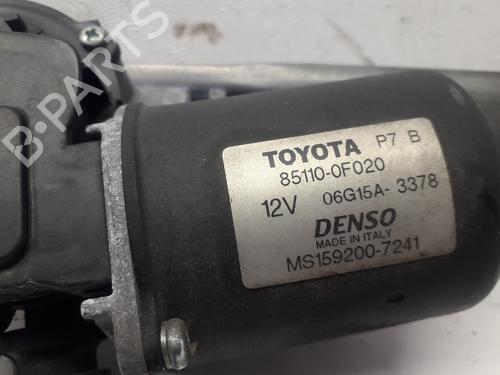 TOYOTA P7 B
85110-0F020
12V 06G15A-3378
DENSO
MADE IN ITALY
MS159200-7241
B-PARTS